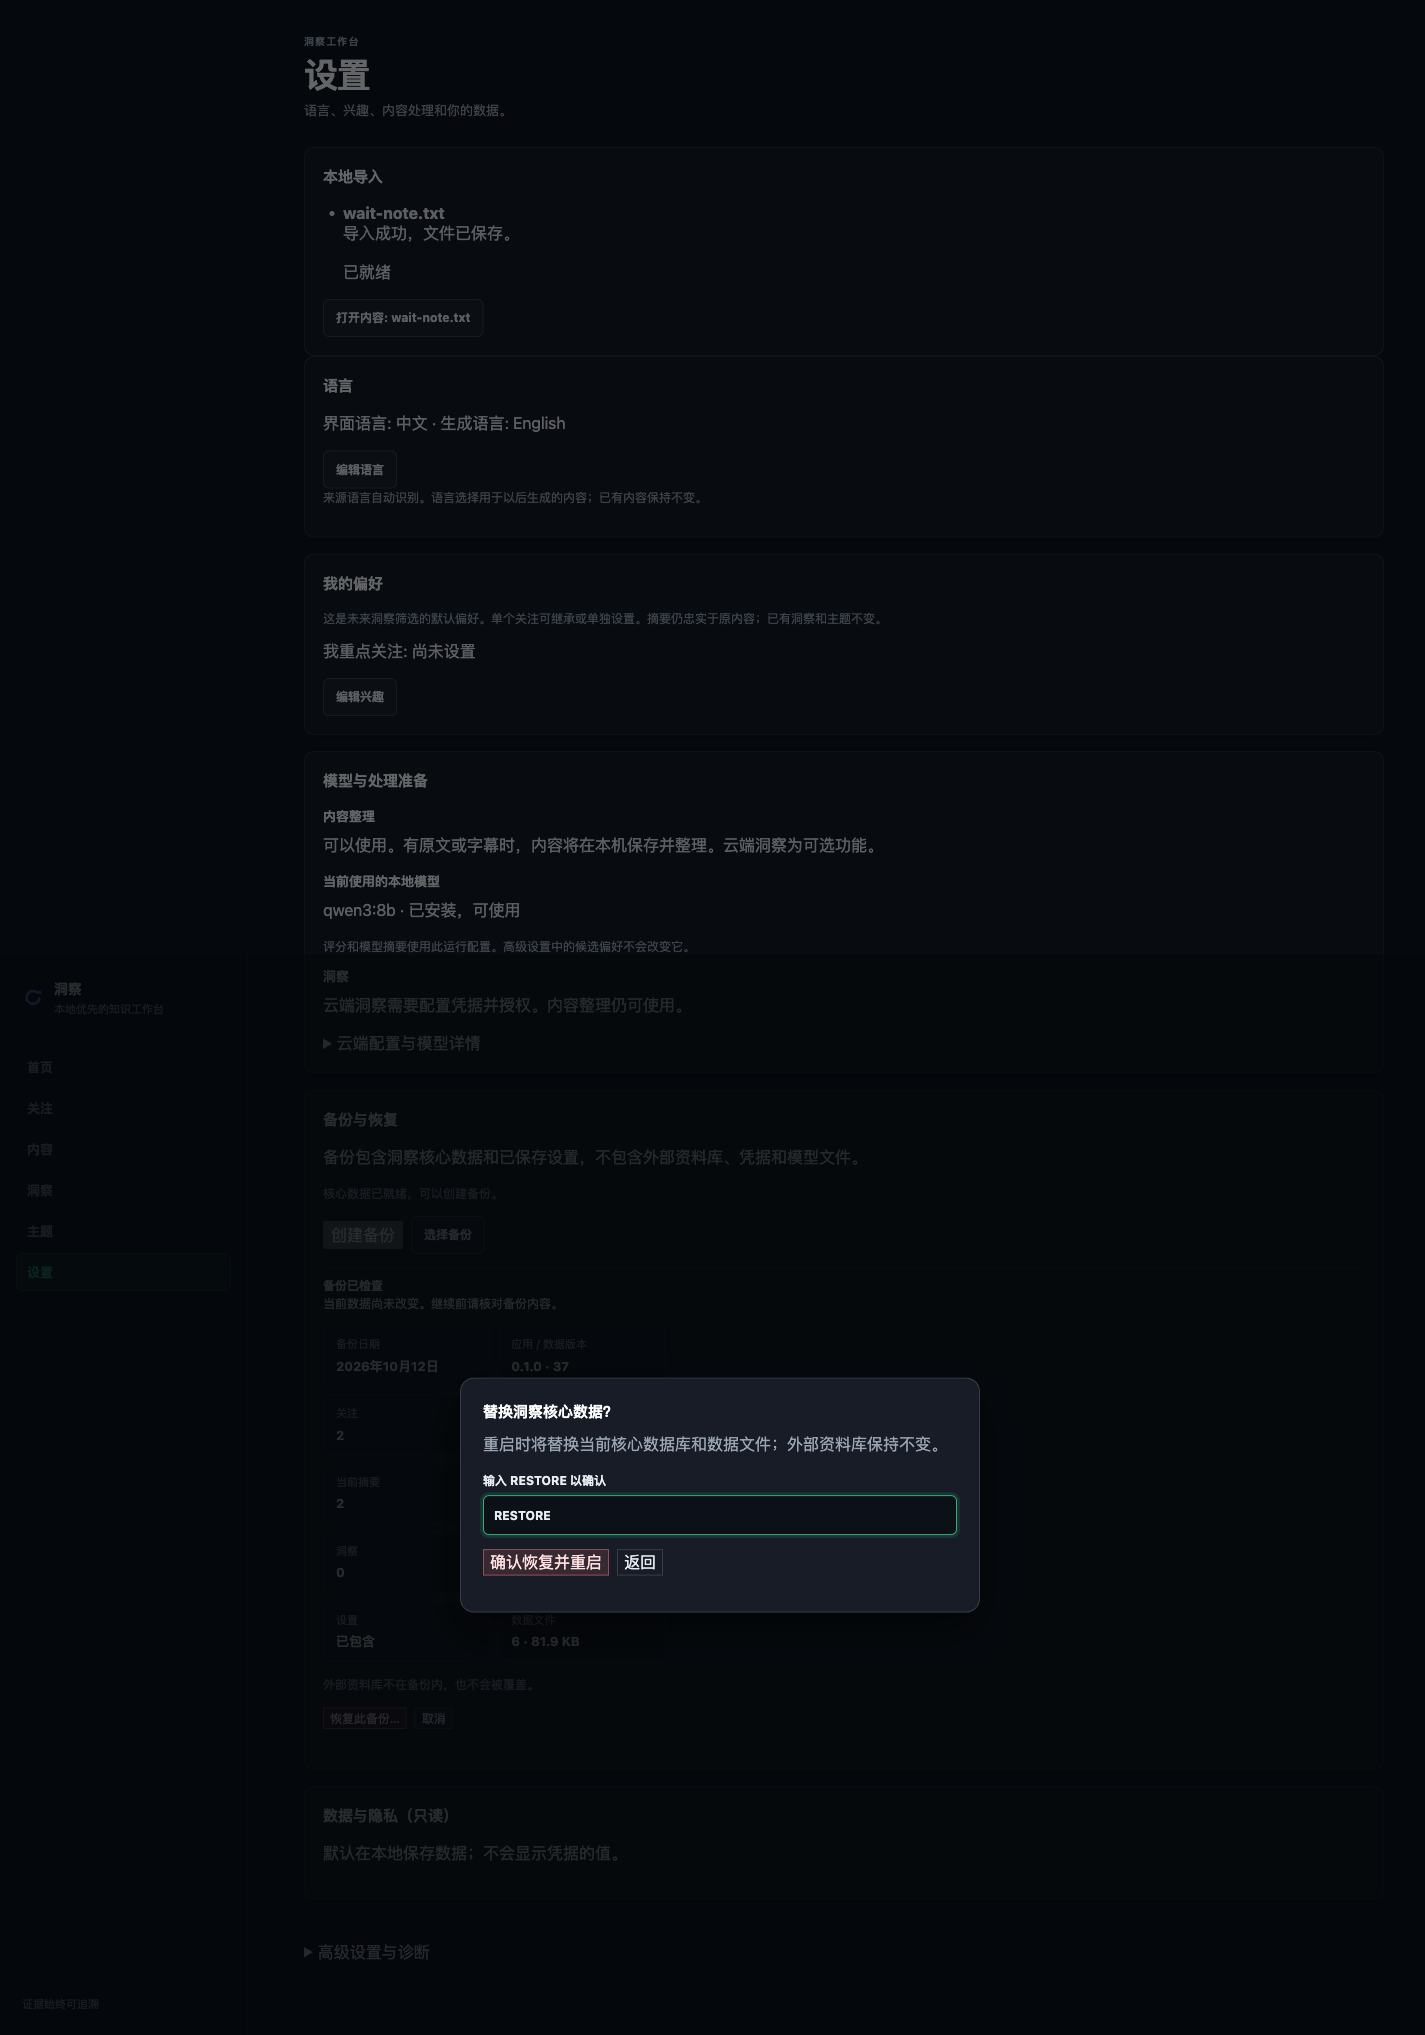 洞察工作台
设置
语言、兴趣、内容处理和你的数据。
本地导入
• wait-note.txt
导入成功，文件已保存。
已就绪
打开内容: wait-note.txt
语言
界面语言: 中文 · 生成语言: English
编辑语言
来源语言自动识别。语言选择用于以后生成的内容；已有内容保持不变。
我的偏好
这是未来洞察筛选的默认偏好。单个关注可继承或单独设置。摘要仍忠实于原内容；已有洞察和主题不变。
我重点关注: 尚未设置
编辑兴趣
模型与处理准备
内容整理
可以使用。有原文或字幕时，内容将在本机保存并整理。云端洞察为可选功能。
当前使用的本地模型
qwen3:8b · 已安装，可使用
评分和模型摘要使用此运行配置。高级设置中的候选偏好不会改变它。
洞察
云端洞察需要配置凭据并授权。内容整理仍可使用。
▶ 云端配置与模型详情
洞察
本地优先的知识工作台
首页
关注
内容
洞察
主题
设置
备份与恢复
备份包含洞察核心数据和已保存设置，不包含外部资料库、凭据和模型文件。
核心数据已就绪，可以创建备份。
创建备份 选择备份
备份已检查
当前数据尚未改变。继续前请核对备份内容。
备份日期 应用 / 数据版本
2026年10月12日 0.1.0 · 37
关注
2
当前摘要
2
洞察
0
设置 数据文件
已包含 6 · 81.9 KB
外部资料库不在备份内，也不会被覆盖。
恢复此备份... 取消
替换洞察核心数据?
重启时将替换当前核心数据库和数据文件；外部资料库保持不变。
输入 RESTORE 以确认
RESTORE
确认恢复并重启 返回
数据与隐私（只读）
默认在本地保存数据；不会显示凭据的值。
▶ 高级设置与诊断
证据始终可追溯